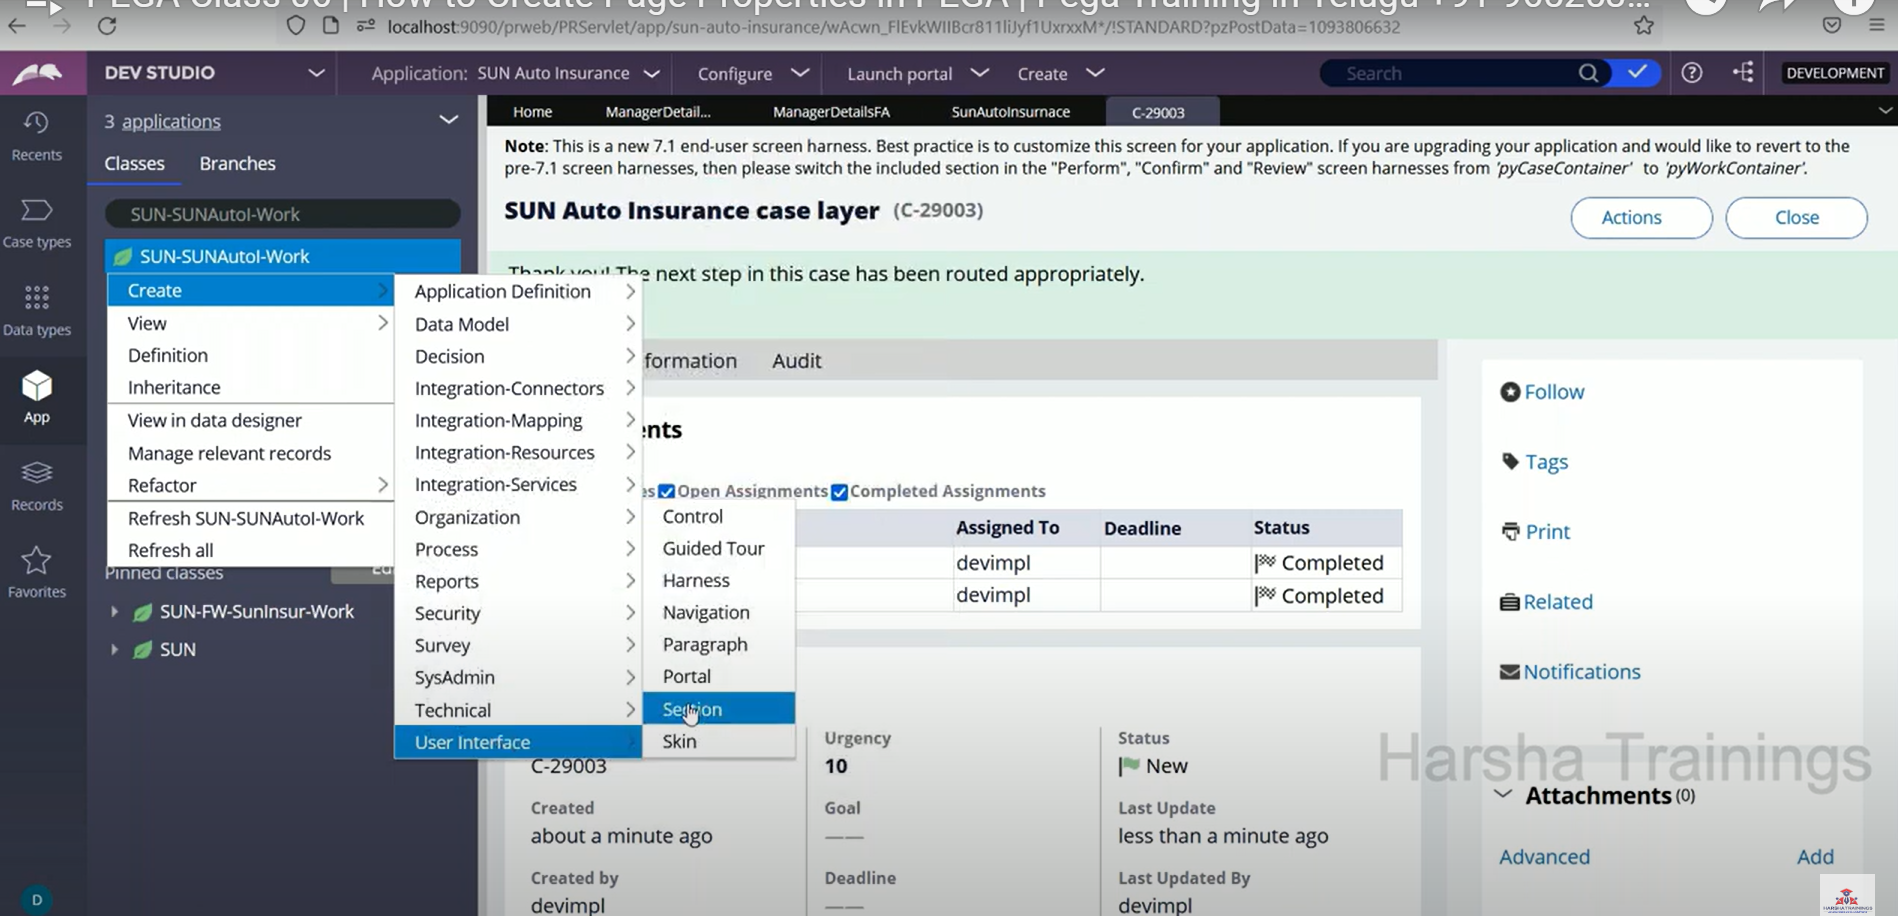 PEGA Class 06 | How to Create Page Properties in PEGA | Pega Training in Telugu
localhost:9090/prweb/PRServlet/app/sun-auto-insurance/
!STANDARD?pzPostData=1093806632
DEV STUDIO
Application: SUN Auto Insurance
Configure
Launch portal
Create
Search
DEVELOPMENT
Recents
Case types
Data types
App
Records
Favorites
D
3 applications
Classes
Branches
SUN-SUNAutoI-Work
SUN-SUNAutoI-Work
Create
View
Definition
Inheritance
View in data designer
Manage relevant records
Refactor
Refresh SUN-SUNAutoI-Work
Refresh all
Pinned classes
SUN-FW-SunInsur-Work
SUN
Application Definition
Data Model
Decision
Integration-Connectors
Integration-Mapping
Integration-Resources
Integration-Services
Organization
Process
Reports
Security
Survey
SysAdmin
Technical
User Interface
Control
Guided Tour
Harness
Navigation
Paragraph
Portal
Section
Skin
Home
ManagerDetail...
ManagerDetailsFA
SunAutoInsurnace
C-29003
Note: This is a new 7.1 end-user screen harness. Best practice is to customize this screen for your application. If you are upgrading your application and would like to revert to the
pre-7.1 screen harnesses, then please switch the included section in the "Perform", "Confirm" and "Review" screen harnesses from 'pyCaseContainer' to 'pyWorkContainer'.
SUN Auto Insurance case layer (C-29003)
Actions
Close
Thank you! The next step in this case has been routed appropriately.
formation
Audit
nts
Open Assignments
Completed Assignments
Assigned To
Deadline
Status
devimpl
Completed
devimpl
Completed
C-29003
Urgency
10
Status
New
Created
about a minute ago
Goal
——
Last Update
less than a minute ago
Created by
devimpl
Deadline
——
Last Updated By
devimpl
Follow
Tags
Print
Related
Notifications
Harsha Trainings
Attachments (0)
Advanced
Add
HARSHATRAININGS